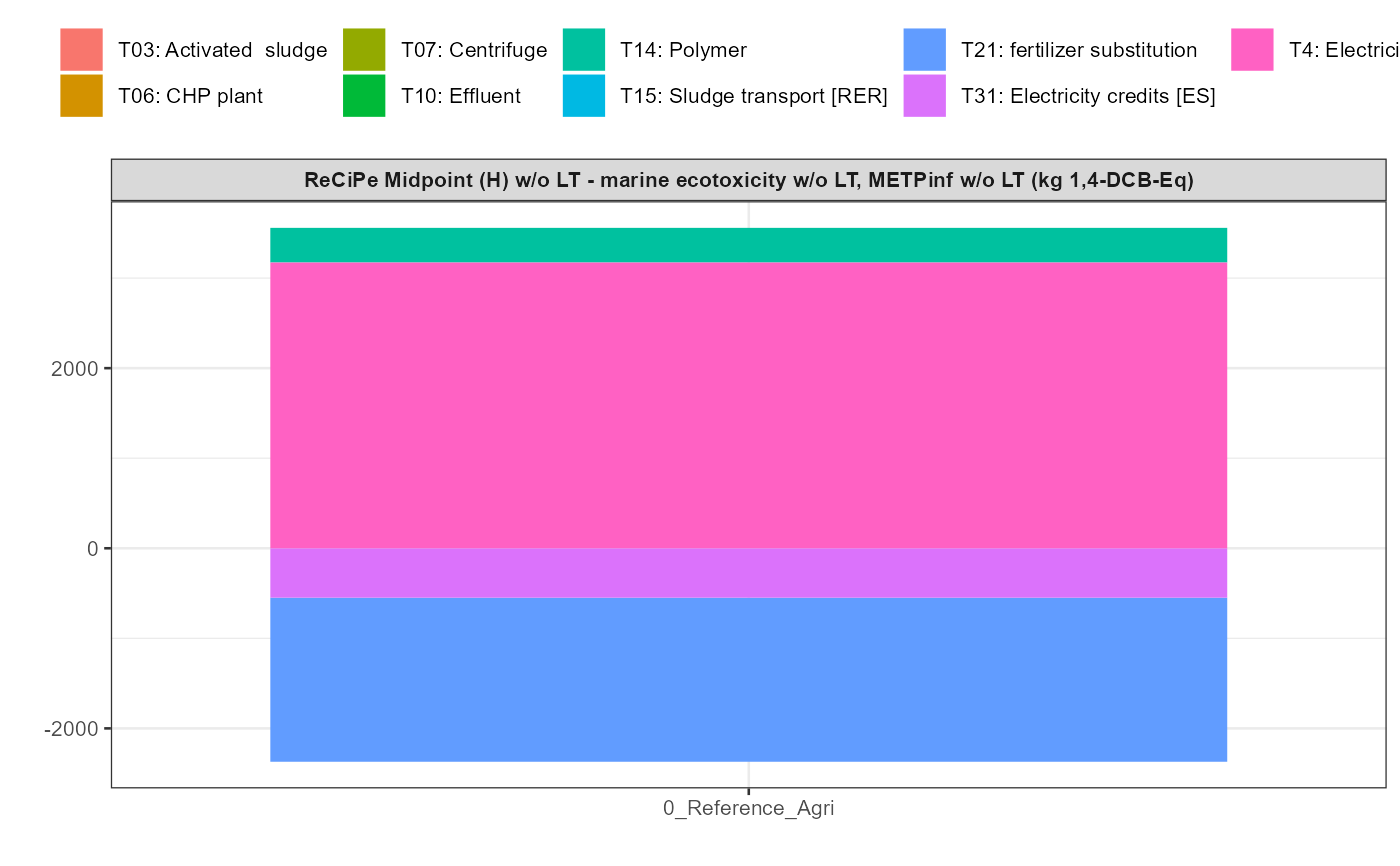 T03: Activated  sludge T07: Centrifuge T14: Polymer T21: fertilizer substitution T4: Electrici
T06: CHP plant T10: Effluent T15: Sludge transport [RER] T31: Electricity credits [ES]
ReCiPe Midpoint (H) w/o LT - marine ecotoxicity w/o LT, METPinf w/o LT (kg 1,4-DCB-Eq)
2000
0
-2000
0_Reference_Agri